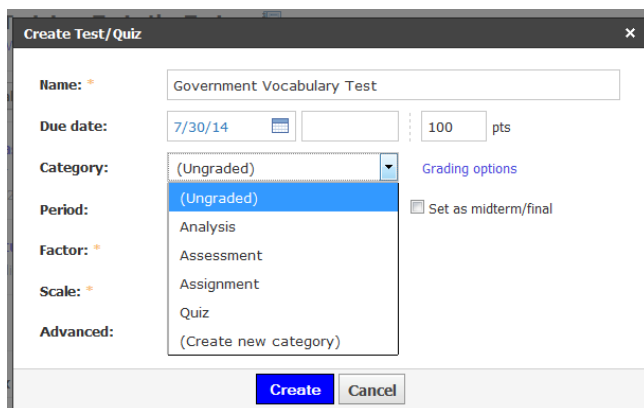 Create Test/Quiz ×
Name: * Government Vocabulary Test
Due date: 7/30/14 100 pts
Category: (Ungraded) Grading options
(Ungraded)
Period: Set as midterm/final
Analysis
Factor: * Assessment
Assignment
Scale: *
Quiz
Advanced:
(Create new category)
Create Cancel